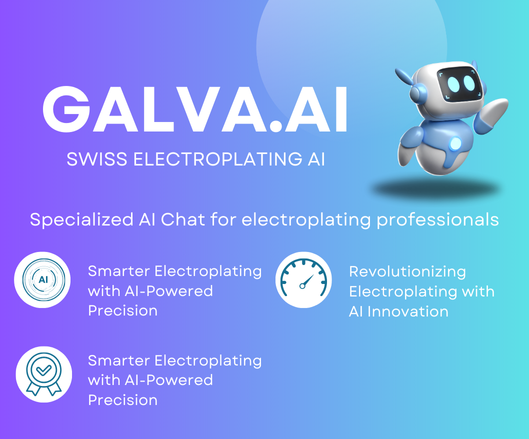 GALVA.AI
SWISS ELECTROPLATING AI
Specialized AI Chat for electroplating professionals
AI
Smarter Electroplating
with AI-Powered
Precision
Revolutionizing
Electroplating with
AI Innovation
Smarter Electroplating
with AI-Powered
Precision